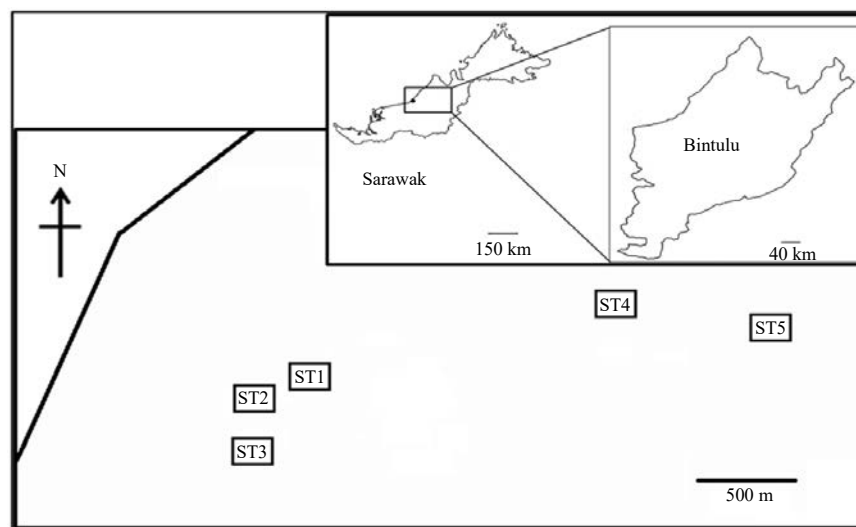 N
Sarawak
150 km
Bintulu
40 km
ST4
ST5
ST1
ST2
ST3
500 m